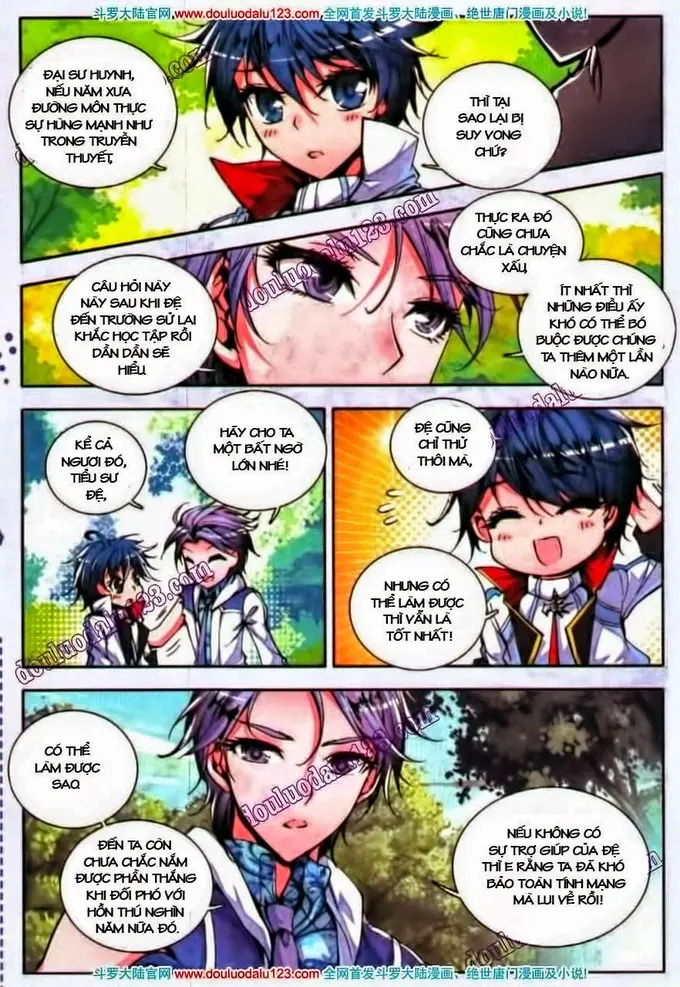 斗罗大陆官网 www.douluodalu123.com 全网首发斗罗大陆漫画、绝世唐门漫画及小说!
ĐẠI SƯ HUYNH,
NẾU NĂM XƯA
ĐƯỜNG MÔN THỰC
SỰ HÙNG MẠNH NHƯ
TRONG TRUYỀN
THUYẾT,
THÌ TẠI
SAO LẠI BỊ
SUY VONG
CHỨ?
douluodalu123.com
THỰC RA ĐÓ
CŨNG CHƯA
CHẮC LÀ CHUYỆN
XẤU,
ÍT NHẤT THÌ
NHỮNG ĐIỀU ẤY
KHÓ CÓ THỂ BÓ
BUỘC ĐƯỢC CHÚNG
TA THÊM MỘT LẦN
NÀO NỮA.
CÂU HỎI NÀY
NÀY SAU KHI ĐỆ
ĐẾN TRƯỜNG SỬ LAI
KHẮC HỌC TẬP RỒI
DẦN DẦN SẼ
HIỂU.
KỂ CẢ
NGƯƠI ĐÓ,
TIỂU SƯ
ĐỆ,
HÃY CHO TA
MỘT BẤT NGỜ
LỚN NHÉ!
douluodalu123.com
ĐỆ CŨNG
CHỈ THỬ
THÔI MÀ,
NHƯNG CÓ
THỂ LÀM ĐƯỢC
THÌ VẪN LÀ
TỐT NHẤT!
CÓ THỂ
LÀM ĐƯỢC
SAO.
douluodalu123.com
ĐẾN TA CÒN
CHƯA CHẮC NẮM
ĐƯỢC PHẦN THẮNG
KHI ĐỐI PHÓ VỚI
HỒN THÚ NGHÌN
NĂM NỮA ĐÓ.
NẾU KHÔNG CÓ
SỰ TRỢ GIÚP CỦA ĐỆ
THÌ E RẰNG TA ĐÃ KHÓ
BẢO TOÀN TÍNH MẠNG
MÀ LUI VỀ RỒI!
斗罗大陆官网 www.douluodalu123.com 全网首发斗罗大陆漫画、绝世唐门漫画及小说!